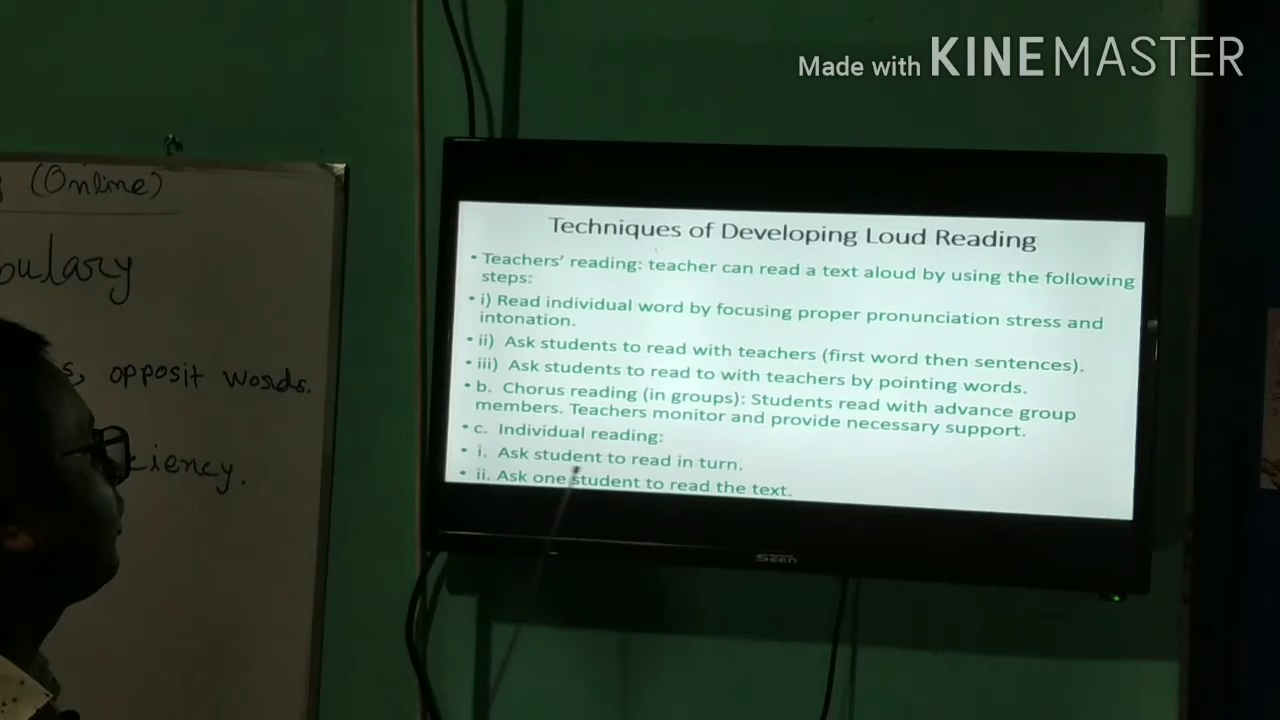 Made with KINEMASTER
(Online)
opposit words.
Techniques of Developing Loud Reading
• Teachers' reading: teacher can read a text aloud by using the following
steps:
• i) Read individual word by focusing proper pronunciation stress and
intonation.
• ii) Ask students to read with teachers (first word then sentences).
• iii) Ask students to read to with teachers by pointing words.
• b. Chorus reading (in groups): Students read with advance group
members. Teachers monitor and provide necessary support.
• c. Individual reading:
• i. Ask student to read in turn.
• ii. Ask one student to read the text.
SEEN